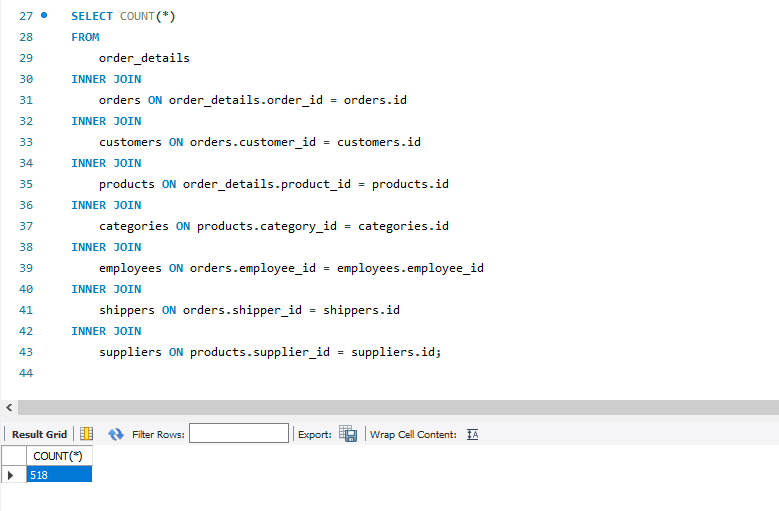 27 SELECT COUNT(*)
28 FROM
29 order_details
30 INNER JOIN
31 orders ON order_details.order_id = orders.id
32 INNER JOIN
33 customers ON orders.customer_id = customers.id
34 INNER JOIN
35 products ON order_details.product_id = products.id
36 INNER JOIN
37 categories ON products.category_id = categories.id
38 INNER JOIN
39 employees ON orders.employee_id = employees.employee_id
40 INNER JOIN
41 shippers ON orders.shipper_id = shippers.id
42 INNER JOIN
43 suppliers ON products.supplier_id = suppliers.id;
44
Result Grid Filter Rows: Export: Wrap Cell Content: IA
COUNT(*)
518